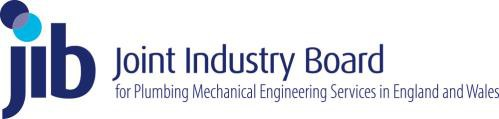 jib
Joint Industry Board
for Plumbing Mechanical Engineering Services in England and Wales